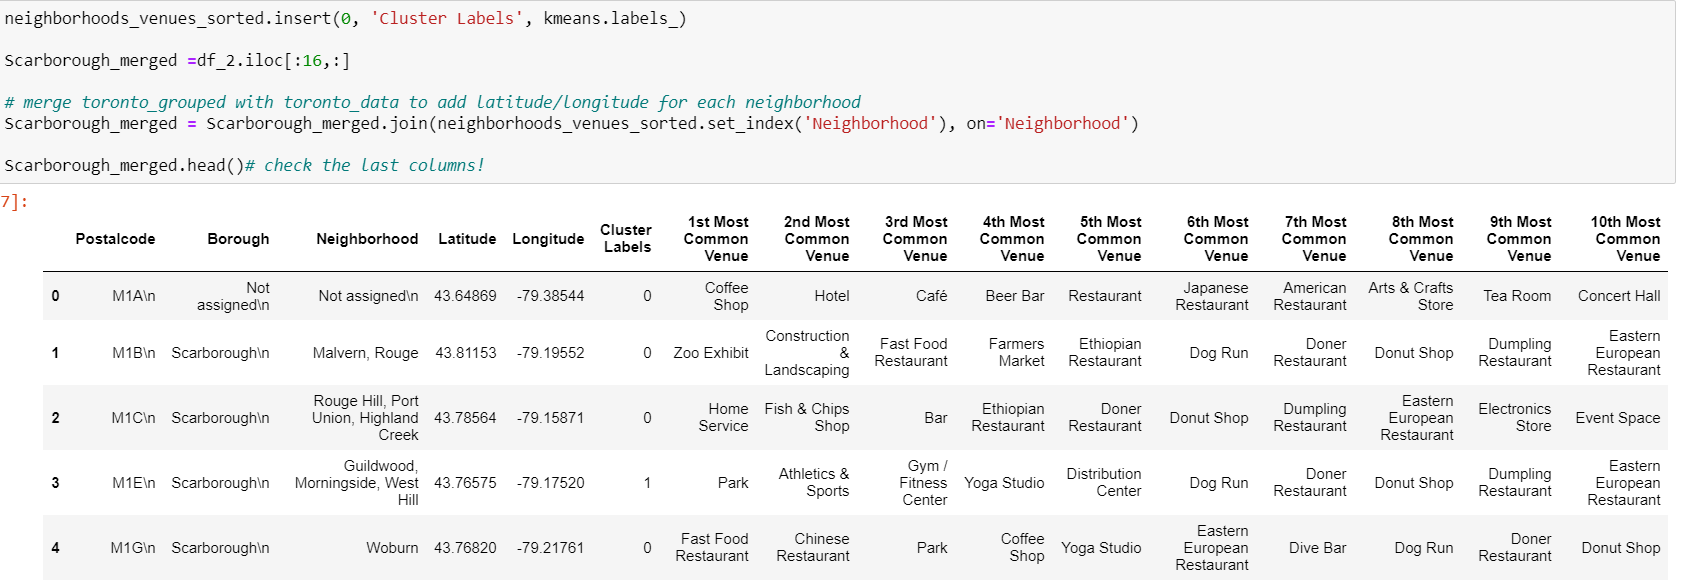 neighborhoods_venues_sorted.insert(0, 'Cluster Labels', kmeans.labels_)
Scarborough_merged =df_2.iloc[:16,:]
# merge toronto_grouped with toronto_data to add latitude/longitude for each neighborhood
Scarborough_merged = Scarborough_merged.join(neighborhoods_venues_sorted.set_index('Neighborhood'), on='Neighborhood')
Scarborough_merged.head()# check the last columns!
7]:
Postalcode Borough Neighborhood Latitude Longitude Cluster Labels 1st Most Common Venue 2nd Most Common Venue 3rd Most Common Venue 4th Most Common Venue 5th Most Common Venue 6th Most Common Venue 7th Most Common Venue 8th Most Common Venue 9th Most Common Venue 10th Most Common Venue
0 M1A\n Not assigned\n Not assigned\n 43.64869 -79.38544 0 Coffee Shop Hotel Café Beer Bar Restaurant Japanese Restaurant American Restaurant Arts & Crafts Store Tea Room Concert Hall
1 M1B\n Scarborough\n Malvern, Rouge 43.81153 -79.19552 0 Zoo Exhibit Construction & Landscaping Fast Food Restaurant Farmers Market Ethiopian Restaurant Dog Run Doner Restaurant Donut Shop Dumpling Restaurant Eastern European Restaurant
2 M1C\n Scarborough\n Rouge Hill, Port Union, Highland Creek 43.78564 -79.15871 0 Home Service Fish & Chips Shop Bar Ethiopian Restaurant Doner Restaurant Donut Shop Dumpling Restaurant Eastern European Restaurant Electronics Store Event Space
3 M1E\n Scarborough\n Guildwood, Morningside, West Hill 43.76575 -79.17520 1 Park Athletics & Sports Gym / Fitness Center Yoga Studio Distribution Center Dog Run Doner Restaurant Donut Shop Dumpling Restaurant Eastern European Restaurant
4 M1G\n Scarborough\n Woburn 43.76820 -79.21761 0 Fast Food Restaurant Chinese Restaurant Park Coffee Shop Yoga Studio Eastern European Restaurant Dive Bar Dog Run Doner Restaurant Donut Shop